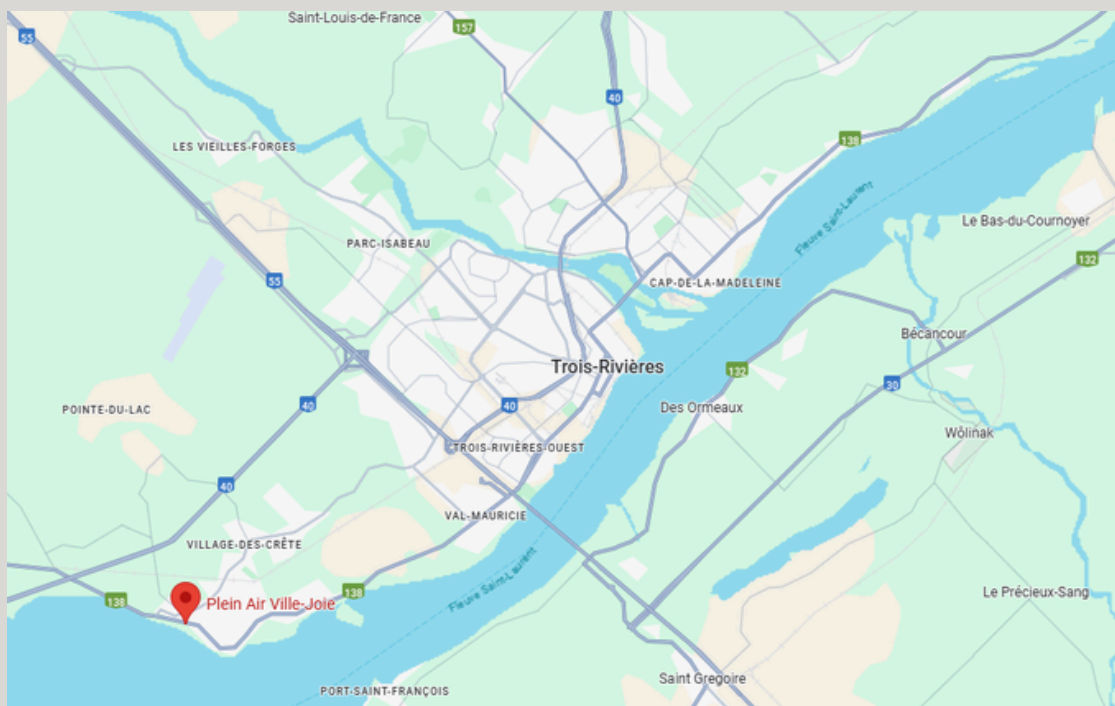 Saint-Louis-de-France
157
55
40
138
LES VIEILLES-FORGES
Fleuve Saint-Laurent
Le Bas-du-Cournoyer
PARC-ISABEAU
132
55
CAP-DE-LA-MADELEINE
Bécancour
Trois-Rivières
132
30
40
40
POINTE-DU-LAC
Des Ormeaux
Wôlinak
TROIS-RIVIÈRES-OUEST
40
VAL-MAURICIE
VILLAGE-DES-CRÊTE
Fleuve Saint-Laurent
138
138
Plein Air Ville-Joie
Le Précieux-Sang
Saint Gregoire
PORT-SAINT-FRANÇOIS